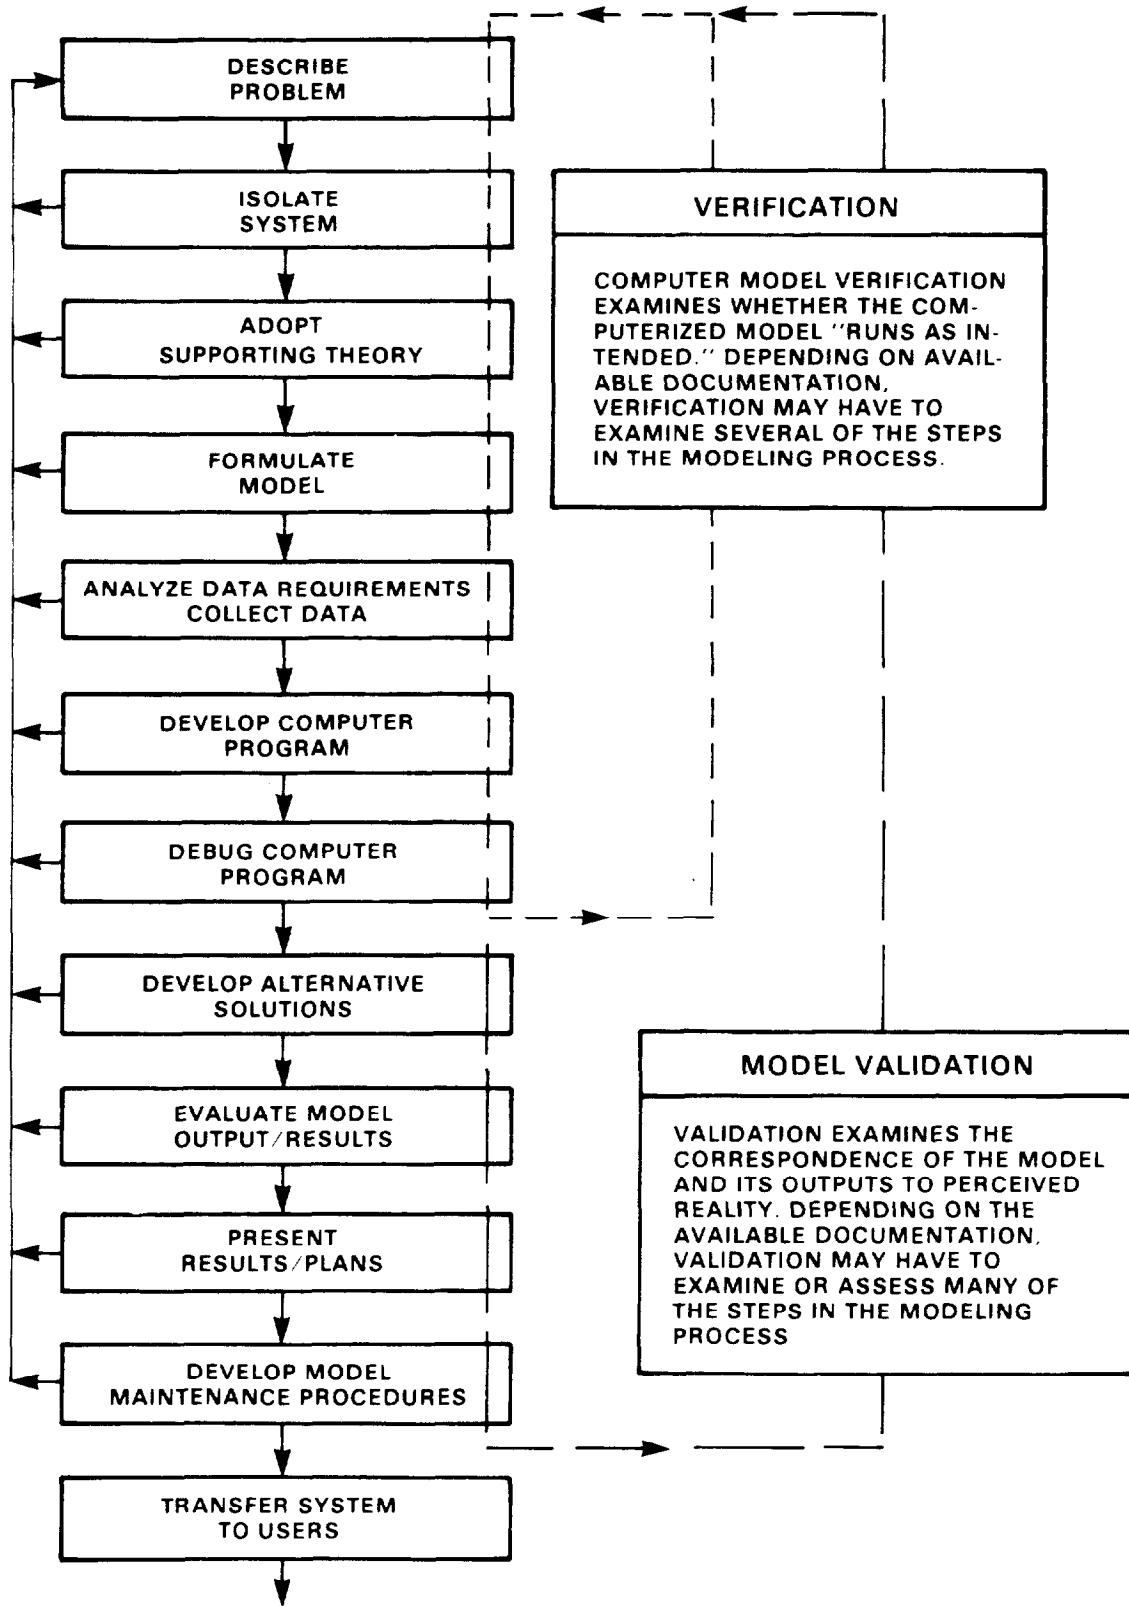 DESCRIBE
PROBLEM
ISOLATE
SYSTEM
ADOPT
SUPPORTING THEORY
FORMULATE
MODEL
ANALYZE DATA REQUIREMENTS
COLLECT DATA
DEVELOP COMPUTER
PROGRAM
DEBUG COMPUTER
PROGRAM
DEVELOP ALTERNATIVE
SOLUTIONS
EVALUATE MODEL
OUTPUT/RESULTS
PRESENT
RESULTS/PLANS
DEVELOP MODEL
MAINTENANCE PROCEDURES
TRANSFER SYSTEM
TO USERS
VERIFICATION
COMPUTER MODEL VERIFICATION
EXAMINES WHETHER THE COM-
PUTERIZED MODEL "RUNS AS IN-
TENDED." DEPENDING ON AVAIL-
ABLE DOCUMENTATION,
VERIFICATION MAY HAVE TO
EXAMINE SEVERAL OF THE STEPS
IN THE MODELING PROCESS.
MODEL VALIDATION
VALIDATION EXAMINES THE
CORRESPONDENCE OF THE MODEL
AND ITS OUTPUTS TO PERCEIVED
REALITY. DEPENDING ON THE
AVAILABLE DOCUMENTATION,
VALIDATION MAY HAVE TO
EXAMINE OR ASSESS MANY OF
THE STEPS IN THE MODELING
PROCESS